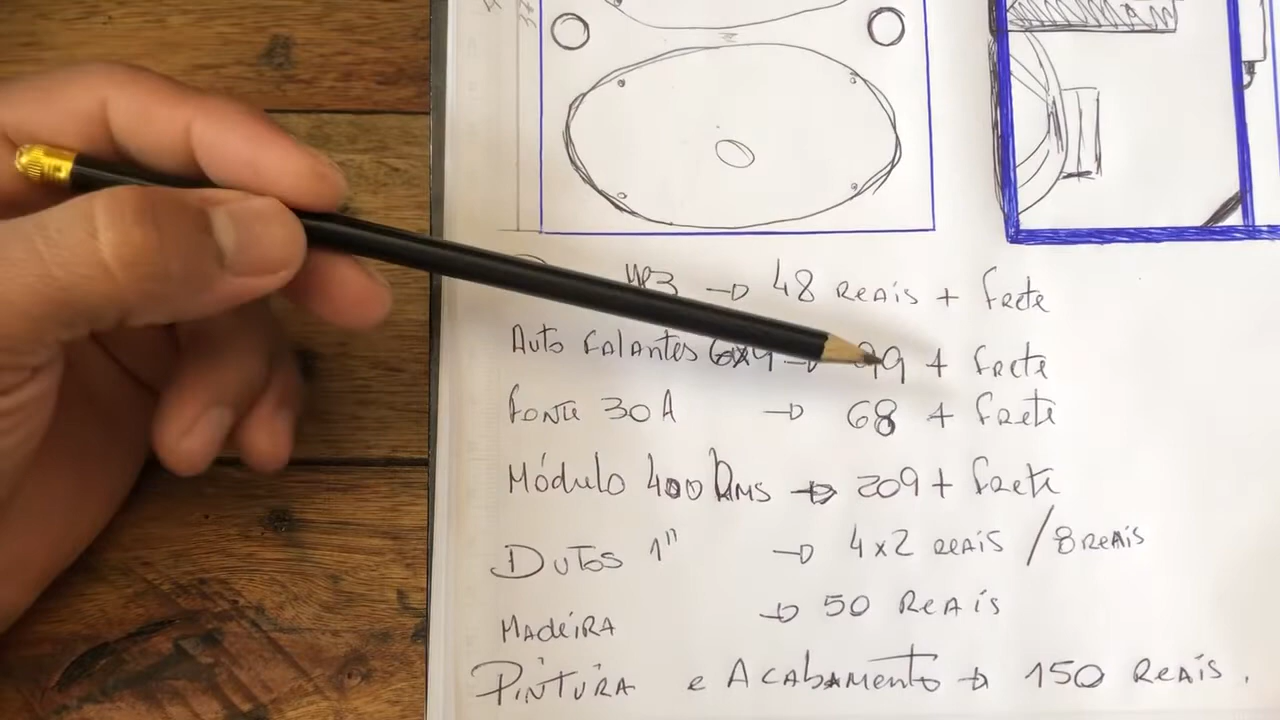 MP3 → 48 REAis + frete
Auto falantes 6x9 → 99 + frete
Fonte 30A → 68 + frete
Módulo 400 Rms → 209 + frete
Dutos 1" → 4x2 REAIS / 8 REAIS
MAdeiRA → 50 REAis
PiNTURA e AcabaMento → 150 REAis.